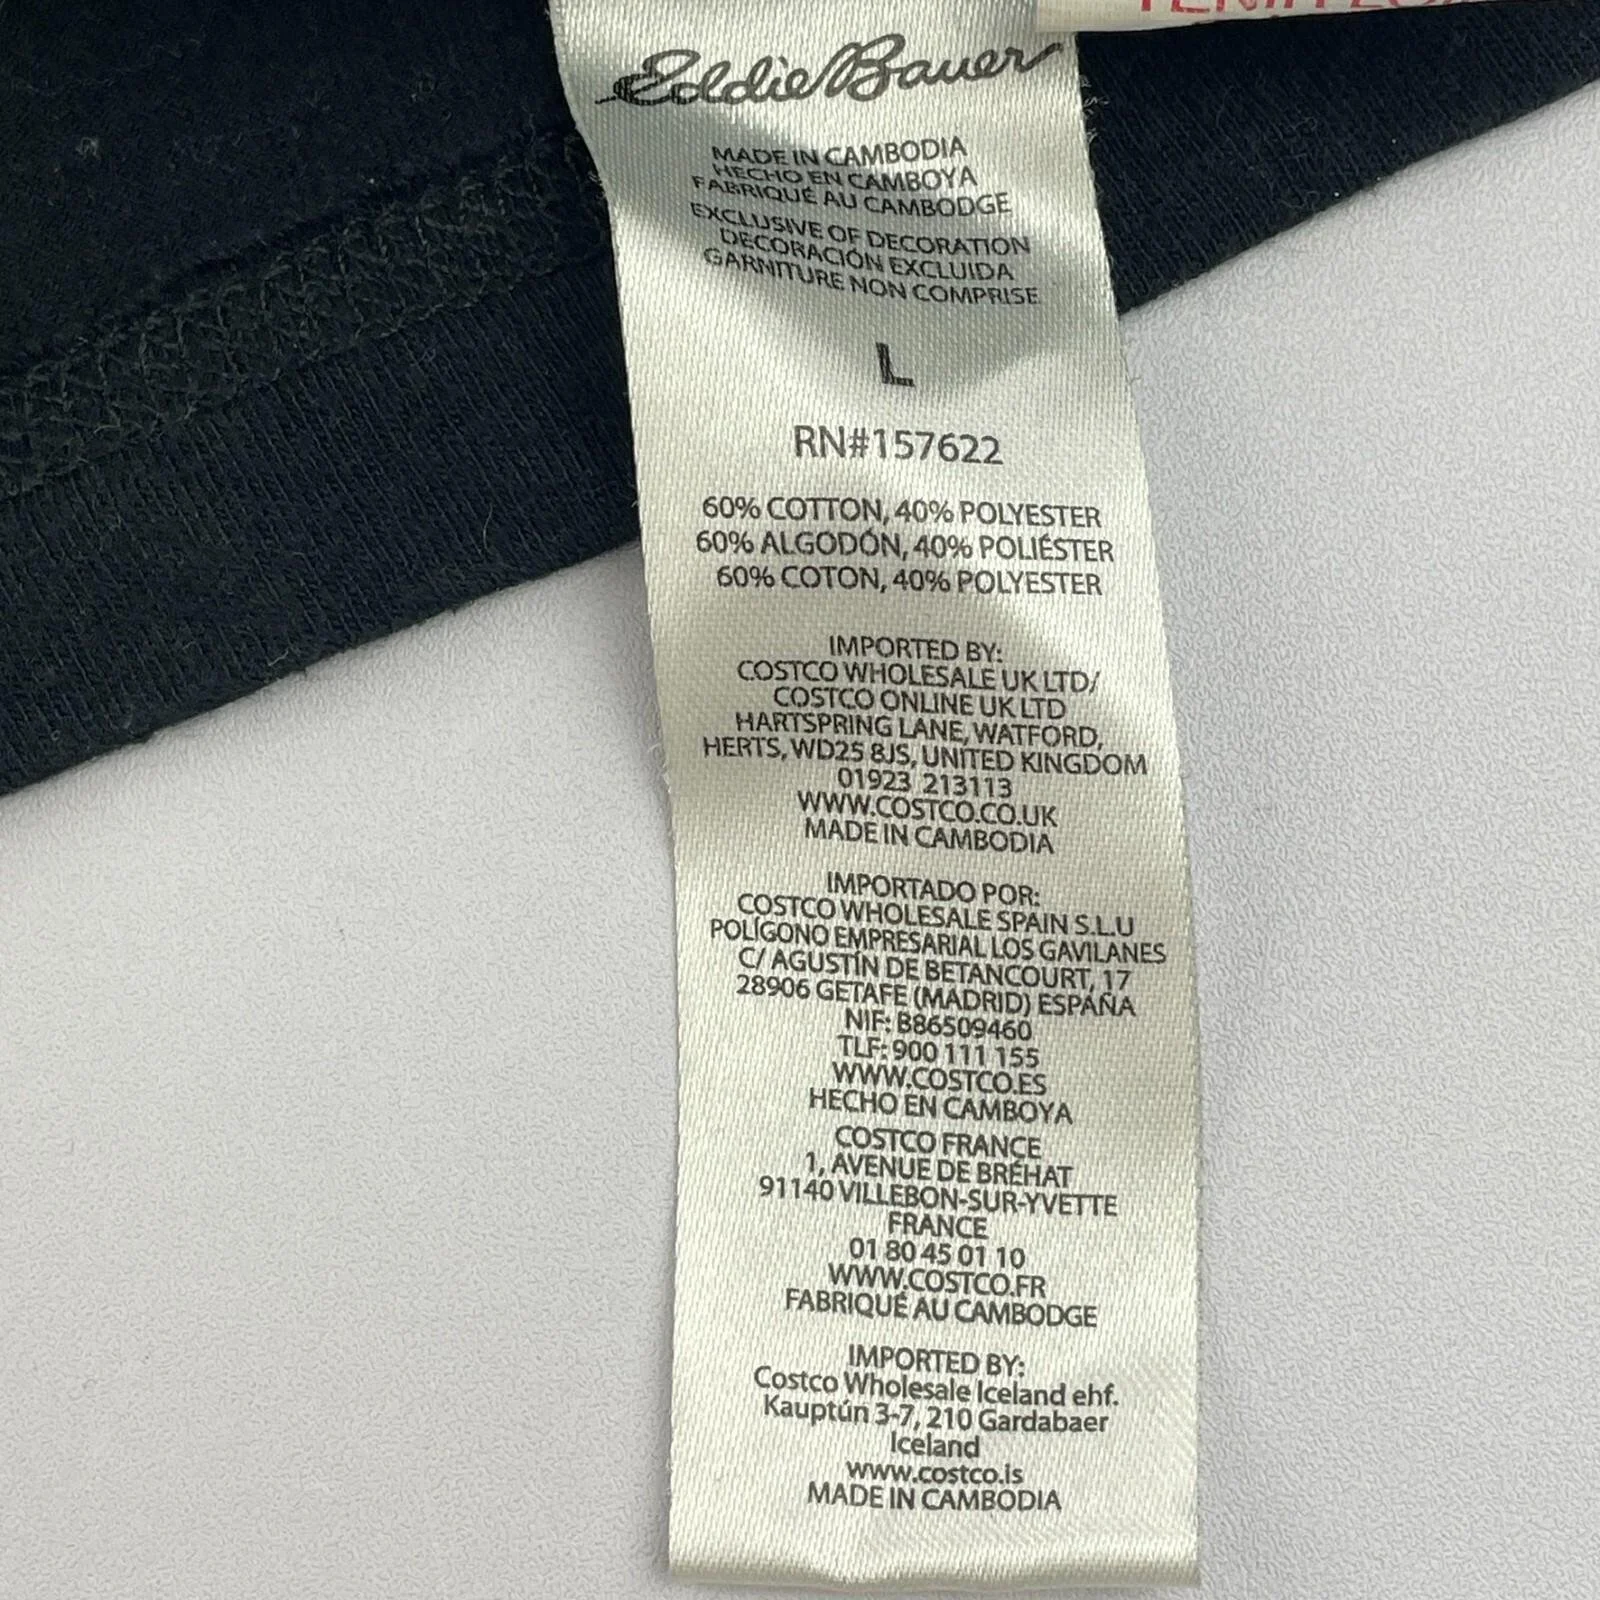 Eddie Bauer
MADE IN CAMBODIA
HECHO EN CAMBOYA
FABRIQUÉ AU CAMBODGE
EXCLUSIVE OF DECORATION
DECORACIÓN EXCLUIDA
GARNITURE NON COMPRISE
L
RN#157622
60% COTTON, 40% POLYESTER
60% ALGODÓN, 40% POLIÉSTER
60% COTON, 40% POLYESTER
IMPORTED BY:
COSTCO WHOLESALE UK LTD/
COSTCO ONLINE UK LTD
HARTSPRING LANE, WATFORD,
HERTS, WD25 8JS, UNITED KINGDOM
01923 213113
WWW.COSTCO.CO.UK
MADE IN CAMBODIA
IMPORTADO POR:
COSTCO WHOLESALE SPAIN S.L.U
POLÍGONO EMPRESARIAL LOS GAVILANES
C/ AGUSTÍN DE BETANCOURT, 17
28906 GETAFE (MADRID) ESPAÑA
NIF: B86509460
TLF: 900 111 155
WWW.COSTCO.ES
HECHO EN CAMBOYA
COSTCO FRANCE
1, AVENUE DE BRÉHAT
91140 VILLEBON-SUR-YVETTE
FRANCE
01 80 45 01 10
WWW.COSTCO.FR
FABRIQUÉ AU CAMBODGE
IMPORTED BY:
Costco Wholesale Iceland ehf.
Kauptún 3-7, 210 Gardabaer
Iceland
www.costco.is
MADE IN CAMBODIA